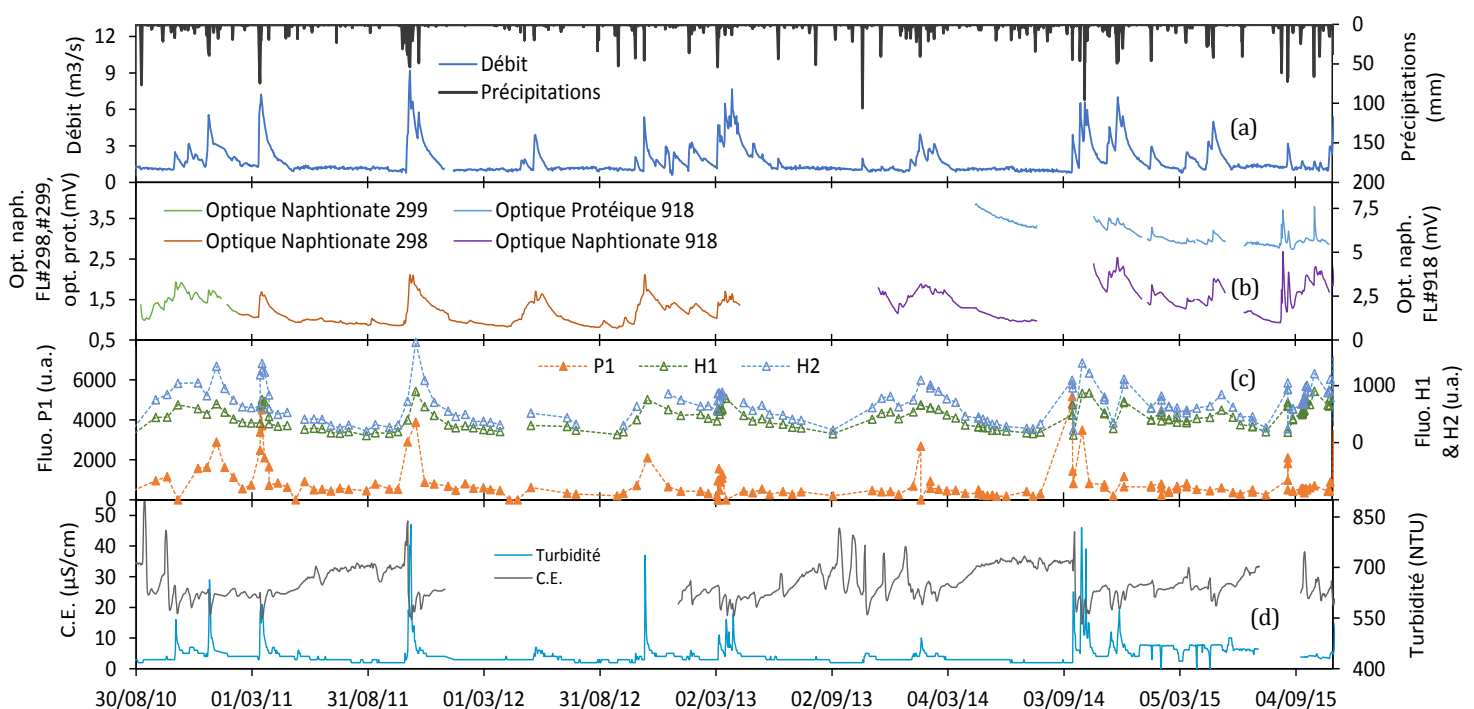 Débit (m3/s)
12
9
6
3
0
Débit
Précipitations
(a)
0
50
100
150
200
Précipitations
(mm)
Opt. naph.
FL#298,#299,
opt. prot.(mV)
3,5
2,5
1,5
0,5
Optique Naphtionate 299
Optique Protéique 918
Optique Naphtionate 298
Optique Naphtionate 918
(b)
7,5
5
2,5
0
Opt. naph.
FL#918 (mV)
Fluo. P1 (u.a.)
6000
4000
2000
0
P1
H1
H2
(c)
1000
0
Fluo. H1
& H2 (u.a.)
C.E. (µS/cm)
50
40
30
20
10
0
Turbidité
C.E.
(d)
850
700
550
400
Turbidité (NTU)
30/08/10 01/03/11 31/08/11 01/03/12 31/08/12 02/03/13 02/09/13 04/03/14 03/09/14 05/03/15 04/09/15